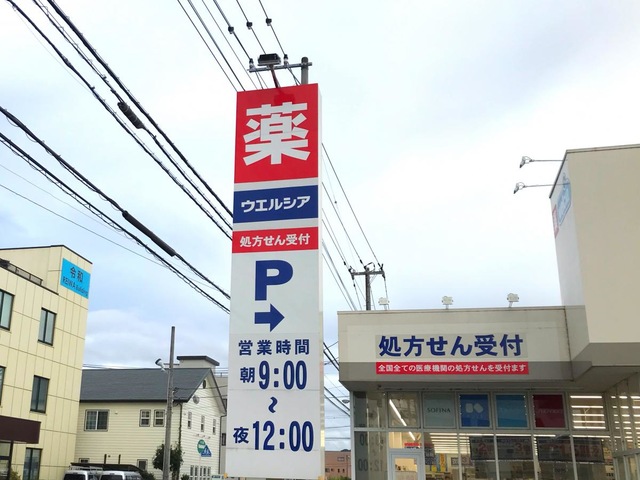 薬
ウエルシア
処方せん受付
P
→
営業時間
朝9:00
〜
夜12:00
処方せん受付
全国全ての医療機関の処方せんを受付ます
令和